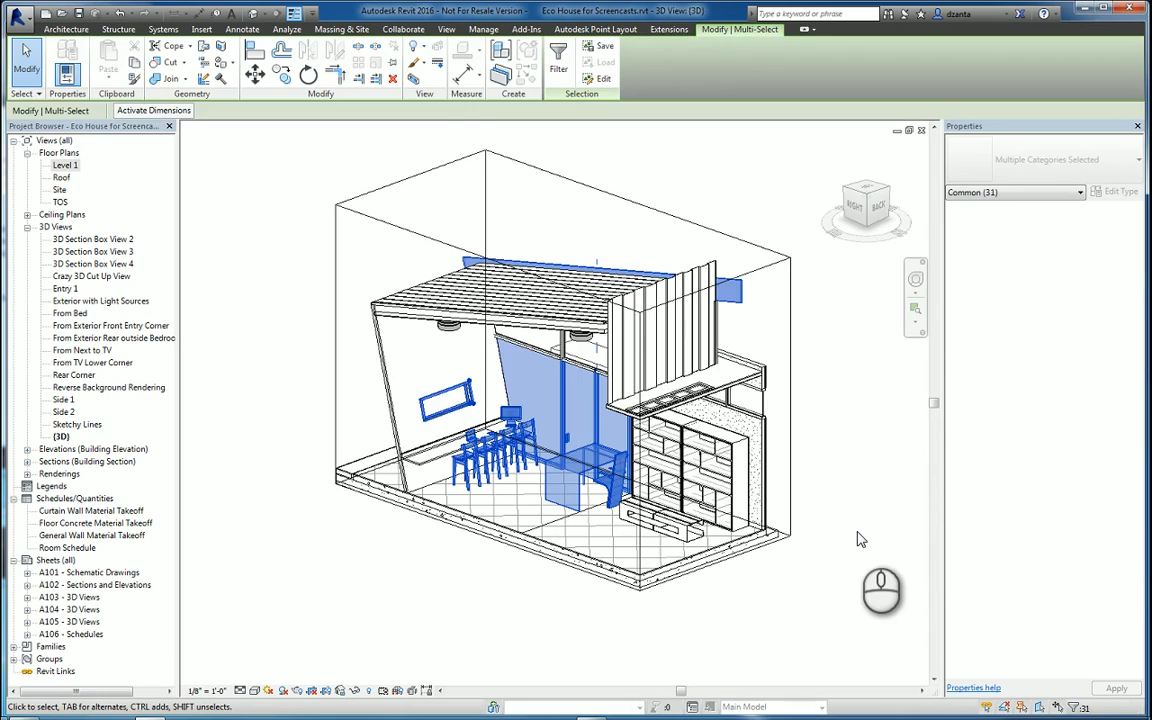 Autodesk Revit 2016 - Not For Resale Version - Eco House for Screencasts.rvt - 3D View: {3D}
Type a keyword or phrase
dzanta
Architecture Structure Systems Insert Annotate Analyze Massing & Site Collaborate View Manage Add-Ins Autodesk Point Layout Extensions Modify | Multi-Select
Modify
Paste
Cope
Cut
Join
Filter
Save
Load
Edit
Select Properties Clipboard Geometry Modify View Measure Create Selection
Modify | Multi-Select Activate Dimensions
Project Browser - Eco House for Screenca...
Views (all)
Floor Plans
Level 1
Roof
Site
TOS
Ceiling Plans
3D Views
3D Section Box View 2
3D Section Box View 3
3D Section Box View 4
Crazy 3D Cut Up View
Entry 1
Exterior with Light Sources
From Bed
From Exterior Front Entry Corner
From Exterior Rear outside Bedroc
From Next to TV
From TV Lower Corner
Rear Corner
Reverse Background Rendering
Side 1
Side 2
Sketchy Lines
{3D}
Elevations (Building Elevation)
Sections (Building Section)
Renderings
Legends
Schedules/Quantities
Curtain Wall Material Takeoff
Floor Concrete Material Takeoff
General Wall Material Takeoff
Room Schedule
Sheets (all)
A101 - Schematic Drawings
A102 - Sections and Elevations
A103 - 3D Views
A104 - 3D Views
A105 - 3D Views
A106 - Schedules
Families
Groups
Revit Links
RIGHT BACK
Properties
Multiple Categories Selected
Common (31) Edit Type
Properties help Apply
1/8" = 1'-0"
Click to select, TAB for alternates, CTRL adds, SHIFT unselects.
:0
Main Model
:31